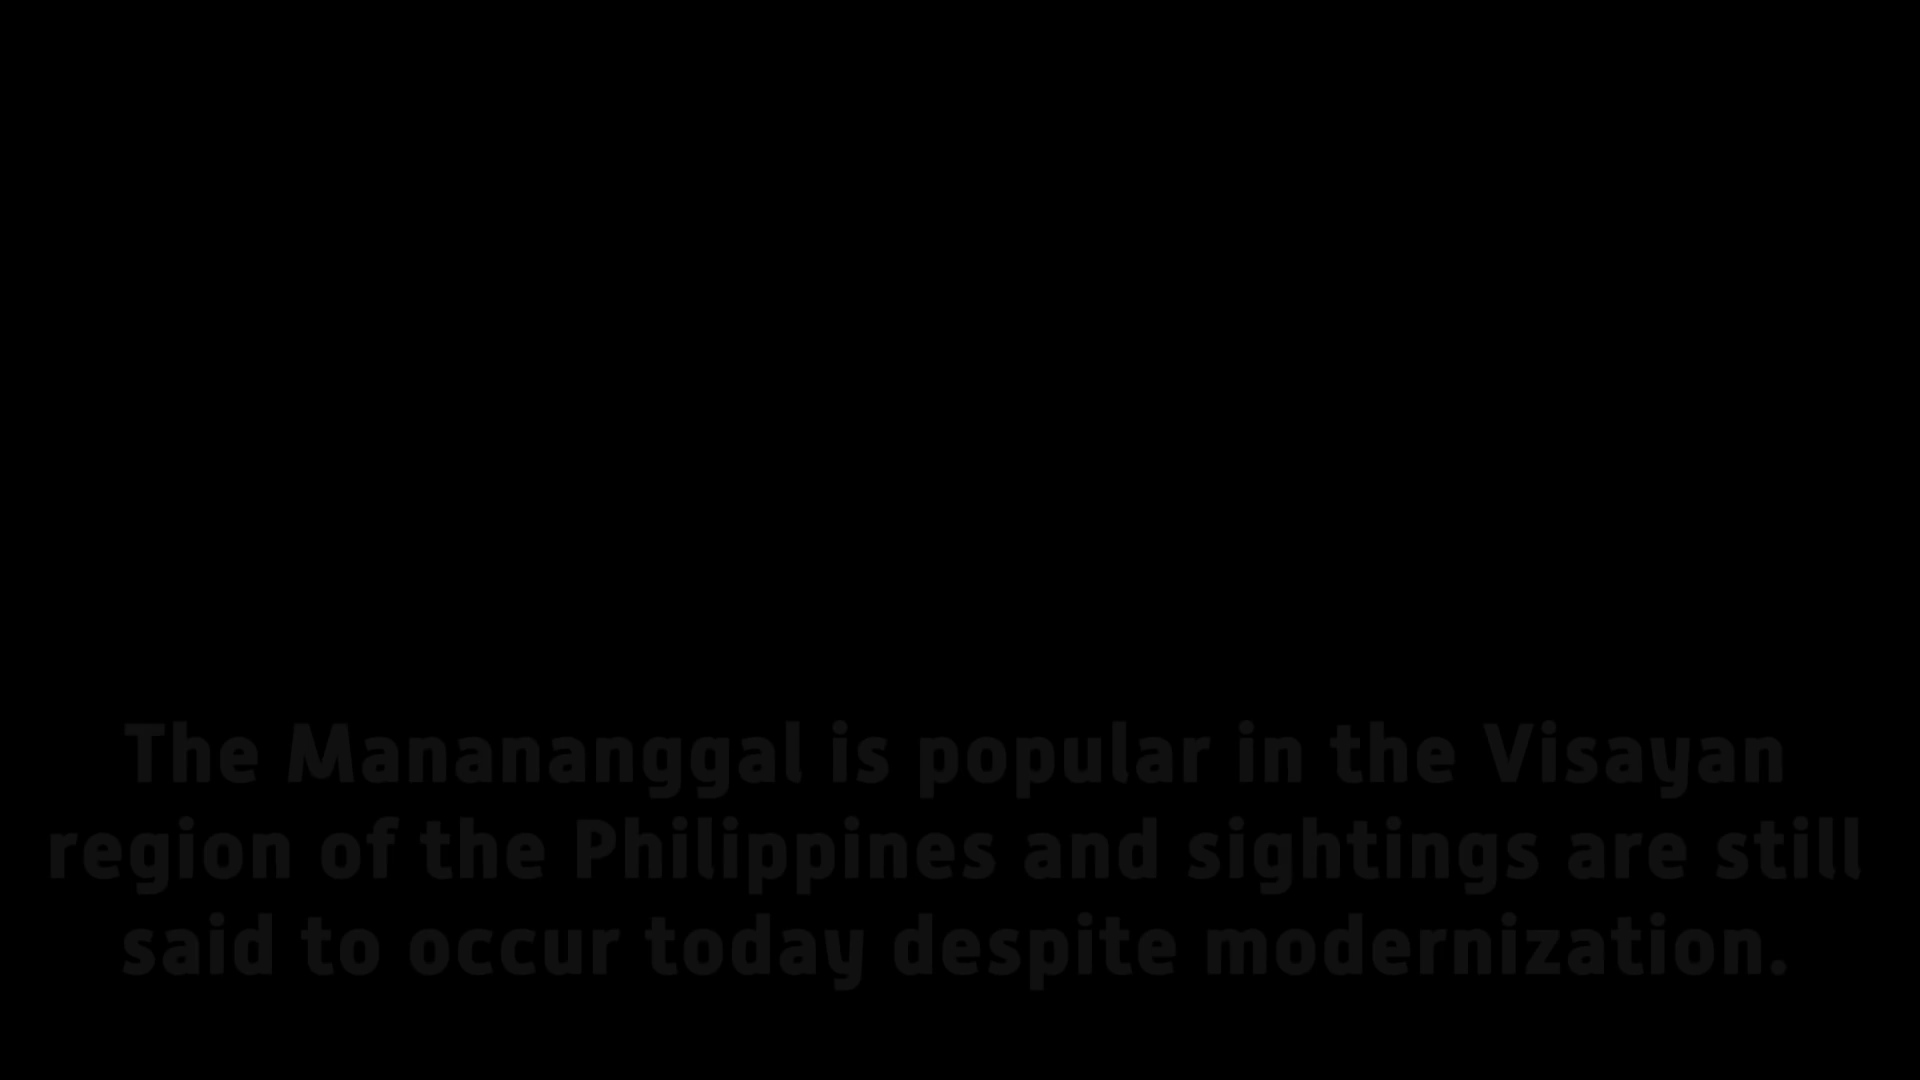 The Manananggal is popular in the Visayan
region of the Philippines and sightings are still
said to occur today despite modernization.